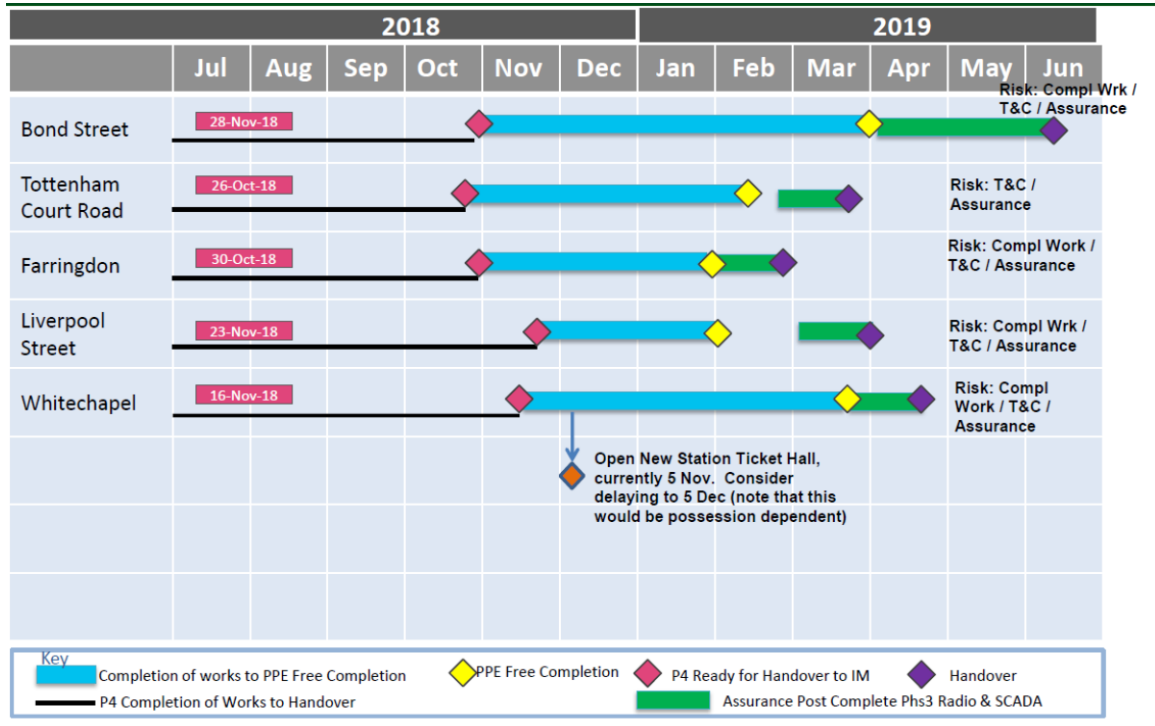 2018 2019
Jul Aug Sep Oct Nov Dec Jan Feb Mar Apr May Jun
Risk: Compl Wrk /
T&C / Assurance
Bond Street 28-Nov-18
Tottenham
Court Road
26-Oct-18
Risk: T&C /
Assurance
Farringdon 30-Oct-18
Risk: Compl Work /
T&C / Assurance
Liverpool
Street
23-Nov-18
Risk: Compl Wrk /
T&C / Assurance
Whitechapel 16-Nov-18
Risk: Compl
Work / T&C /
Assurance
Open New Station Ticket Hall,
currently 5 Nov. Consider
delaying to 5 Dec (note that this
would be possession dependent)
Key
Completion of works to PPE Free Completion
PPE Free Completion
P4 Ready for Handover to IM
Handover
P4 Completion of Works to Handover
Assurance Post Complete Phs3 Radio & SCADA